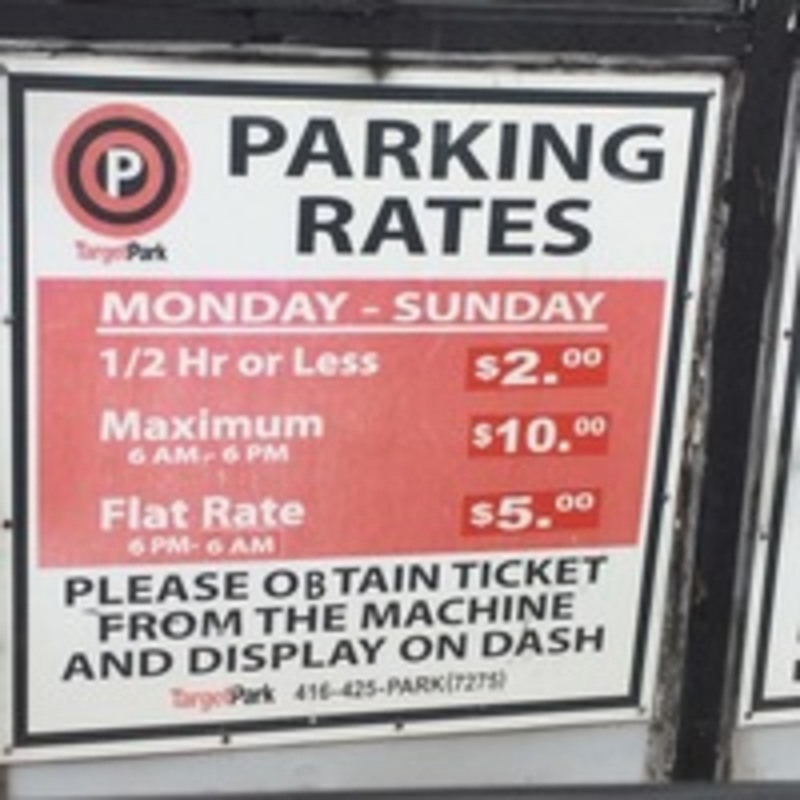 P
TargetPark
PARKING
RATES
MONDAY - SUNDAY
1/2 Hr or Less $2.00
Maximum $10.00
6 AM - 6 PM
Flat Rate $5.00
6 PM- 6 AM
PLEASE OBTAIN TICKET
FROM THE MACHINE
AND DISPLAY ON DASH
TargetPark 416-425-PARK(7275)